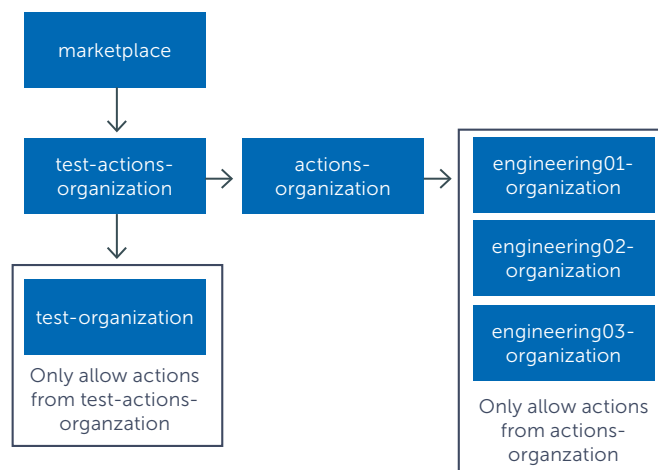 marketplace
test-actions-
organization
actions-
organization
engineering01-
organization
engineering02-
organization
engineering03-
organization
Only allow actions
from actions-
organzation
test-organization
Only allow actions
from test-actions-
organzation